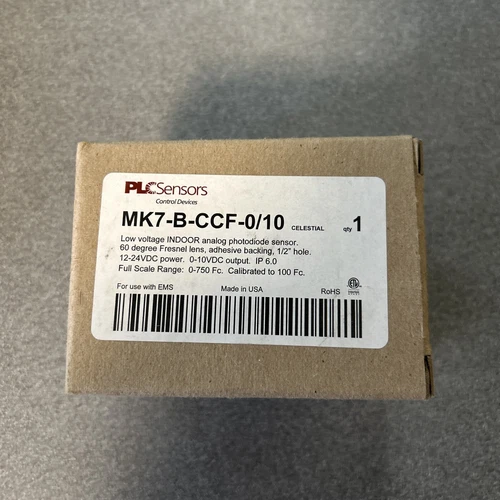 PLCSensors
Control Devices
MK7-B-CCF-0/10 CELESTIAL qty 1
Low voltage INDOOR analog photodiode sensor.
60 degree Fresnel lens, adhesive backing, 1/2" hole.
12-24VDC power. 0-10VDC output. IP 6.0
Full Scale Range: 0-750 Fc. Calibrated to 100 Fc.
For use with EMS Made in USA RoHS